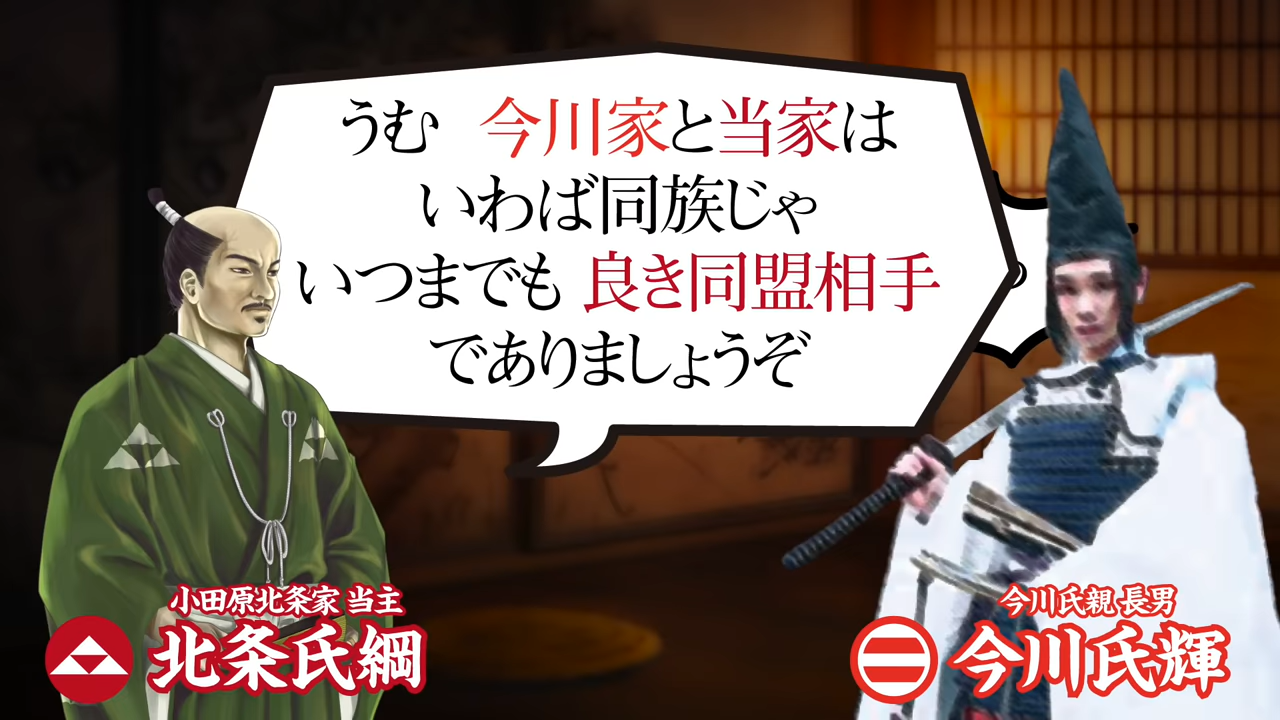 うむ 今川家と当家は
いわば同族じゃ
いつまでも 良き同盟相手
でありましょうぞ
小田原北条家 当主
北条氏綱
今川氏親 長男
今川氏輝